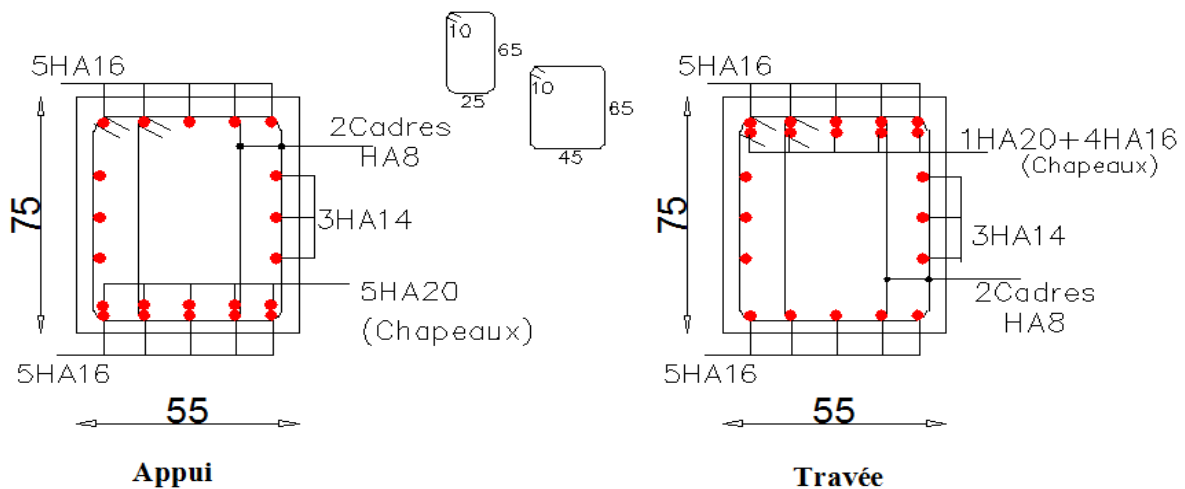 5HA16
2Cadres
HA8
75
3HA14
5HA20
(Chapeaux)
5HA16
55
Appui
10
65
25
10
65
45
5HA16
1HA20+4HA16
(Chapeaux)
75
3HA14
2Cadres
HA8
5HA16
55
Travée